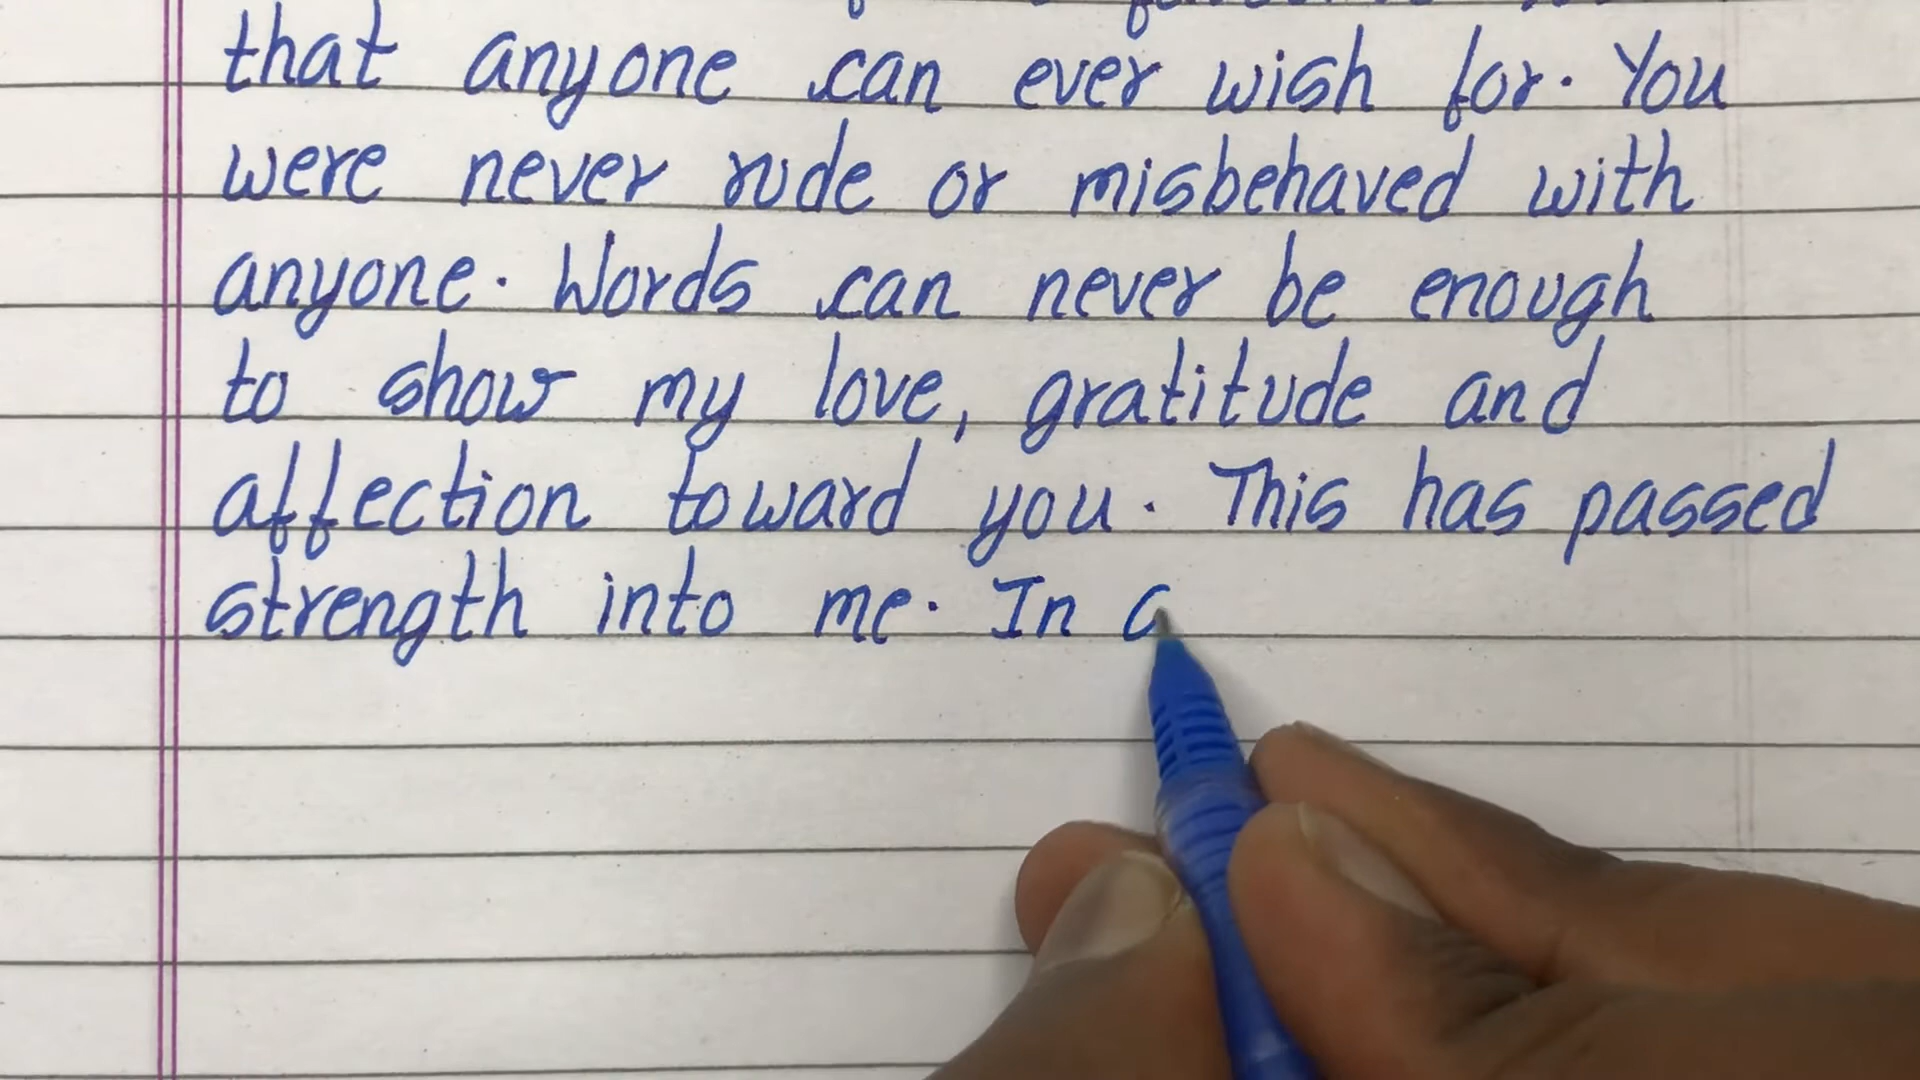 that anyone can ever wish for. You
were never rude or misbehaved with
anyone. Words can never be enough
to show my love, gratitude and
affection toward you. This has passed
strength into me. In